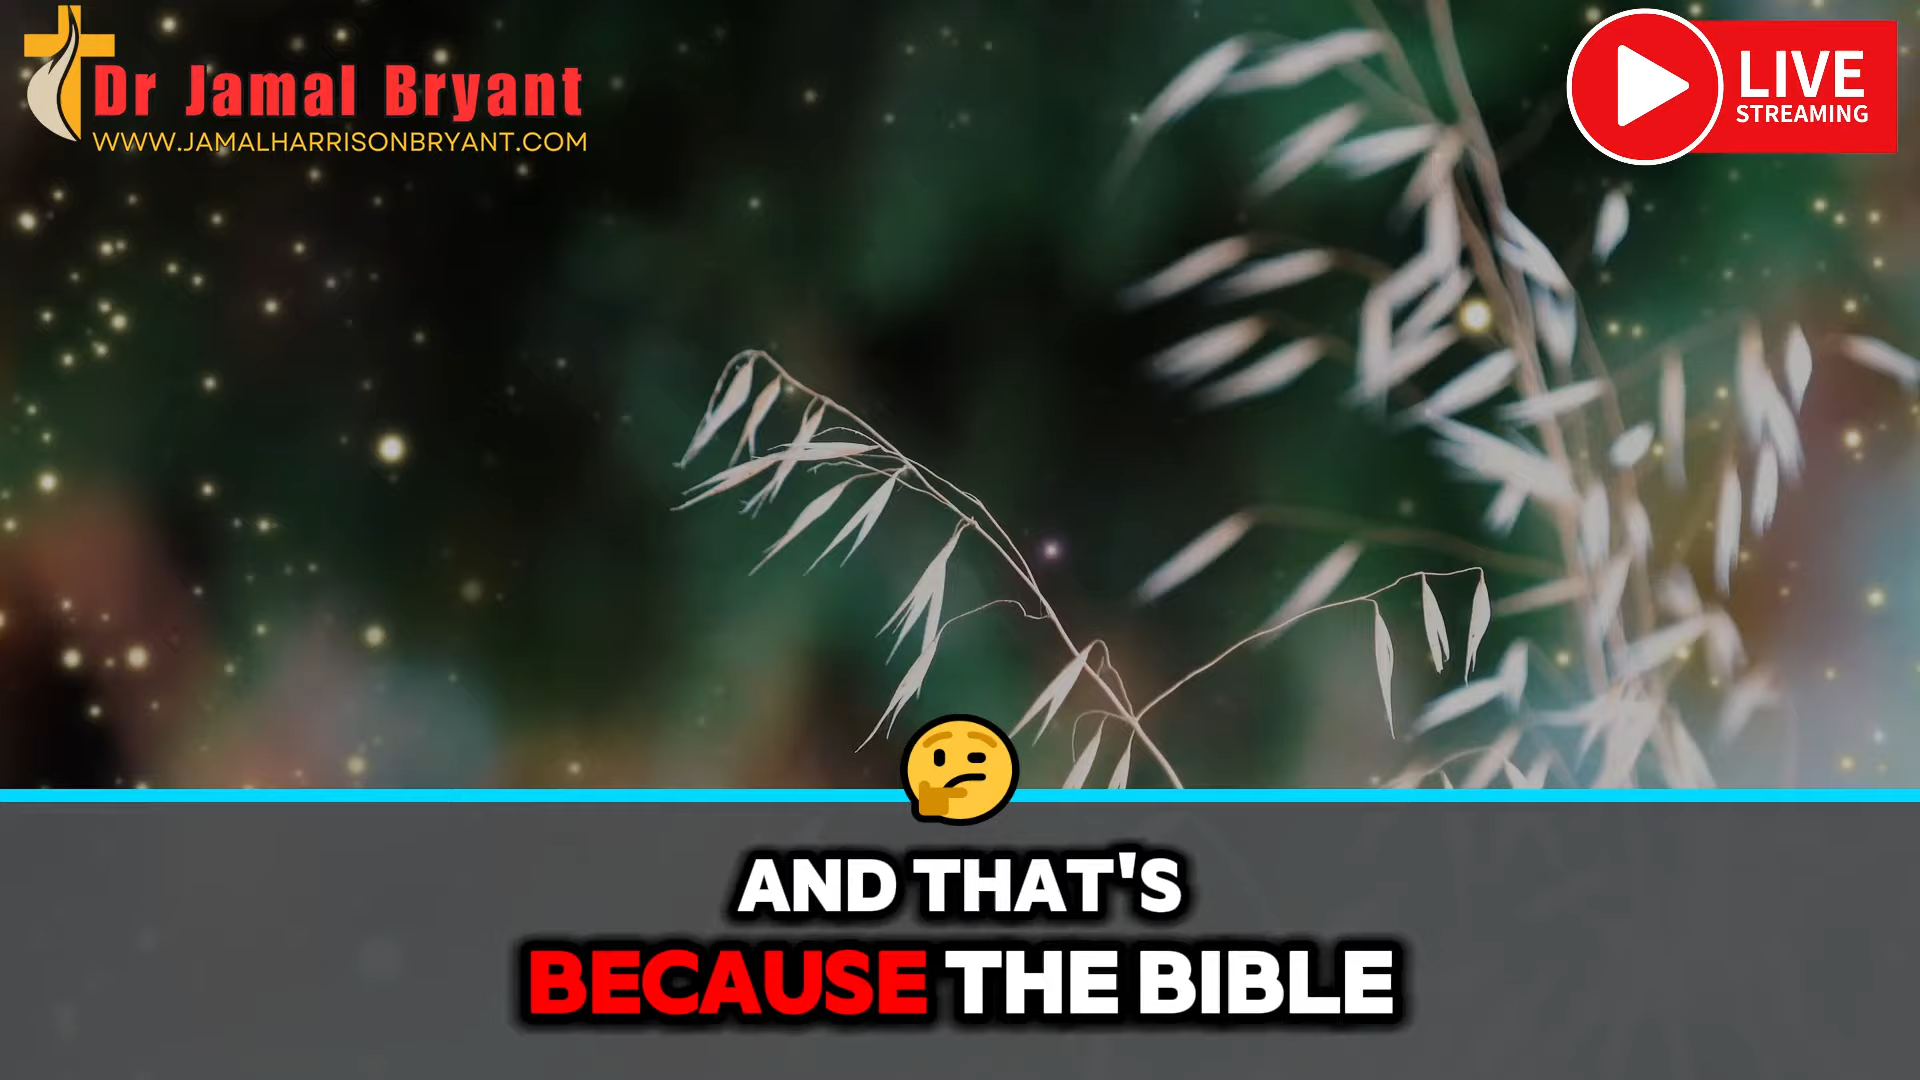 Dr Jamal Bryant
WWW.JAMALHARRISONBRYANT.COM
LIVE
STREAMING
AND THAT'S
BECAUSE THE BIBLE